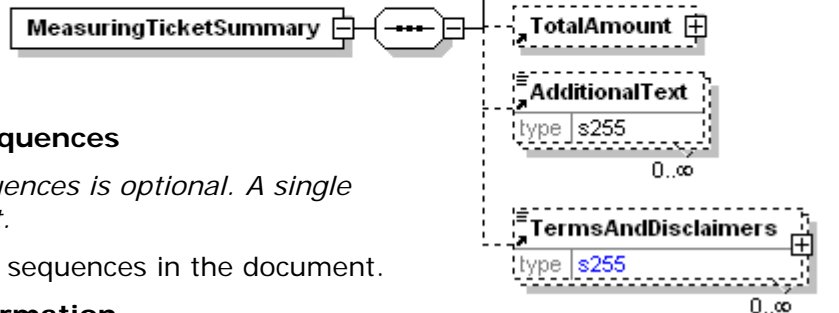 MeasuringTicketSummary
TotalAmount
AdditionalText
type s255
0..∞
TermsAndDisclaimers
type s255
0..∞
quences
uences is optional. A single
t.
sequences in the document.